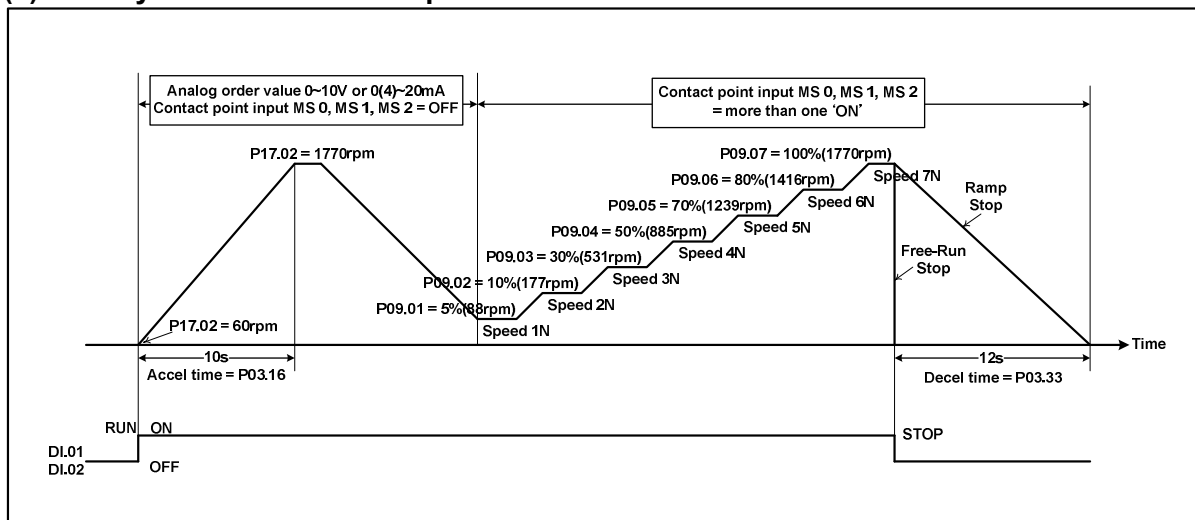 Analog order value 0~10V or 0(4)~20mA
Contact point input MS 0, MS 1, MS 2 = OFF
Contact point input MS 0, MS 1, MS 2
= more than one ‘ON’
P17.02 = 1770rpm
P09.07 = 100%(1770rpm)
Speed 7N
P09.06 = 80%(1416rpm)
Speed 6N
P09.05 = 70%(1239rpm)
Speed 5N
P09.04 = 50%(885rpm)
Speed 4N
P09.03 = 30%(531rpm)
Speed 3N
P09.02 = 10%(177rpm)
Speed 2N
P09.01 = 5%(88rpm)
Speed 1N
Ramp
Stop
Free-Run
Stop
P17.02 = 60rpm
Time
10s
Accel time = P03.16
12s
Decel time = P03.33
RUN ON
STOP
DI.01
DI.02
OFF